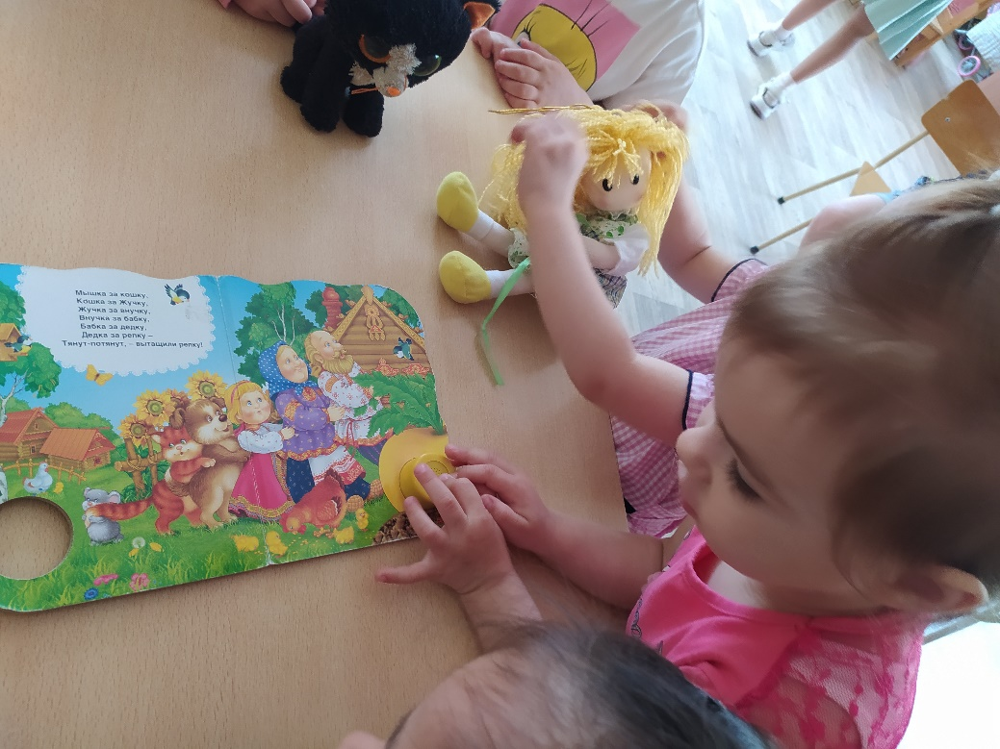 Мышка за кошку,
Кошка за Жучку,
Жучка за внучку,
Внучка за бабку,
Бабка за дедку,
Дедка за репку –
Тянут-потянут, – вытащили репку!